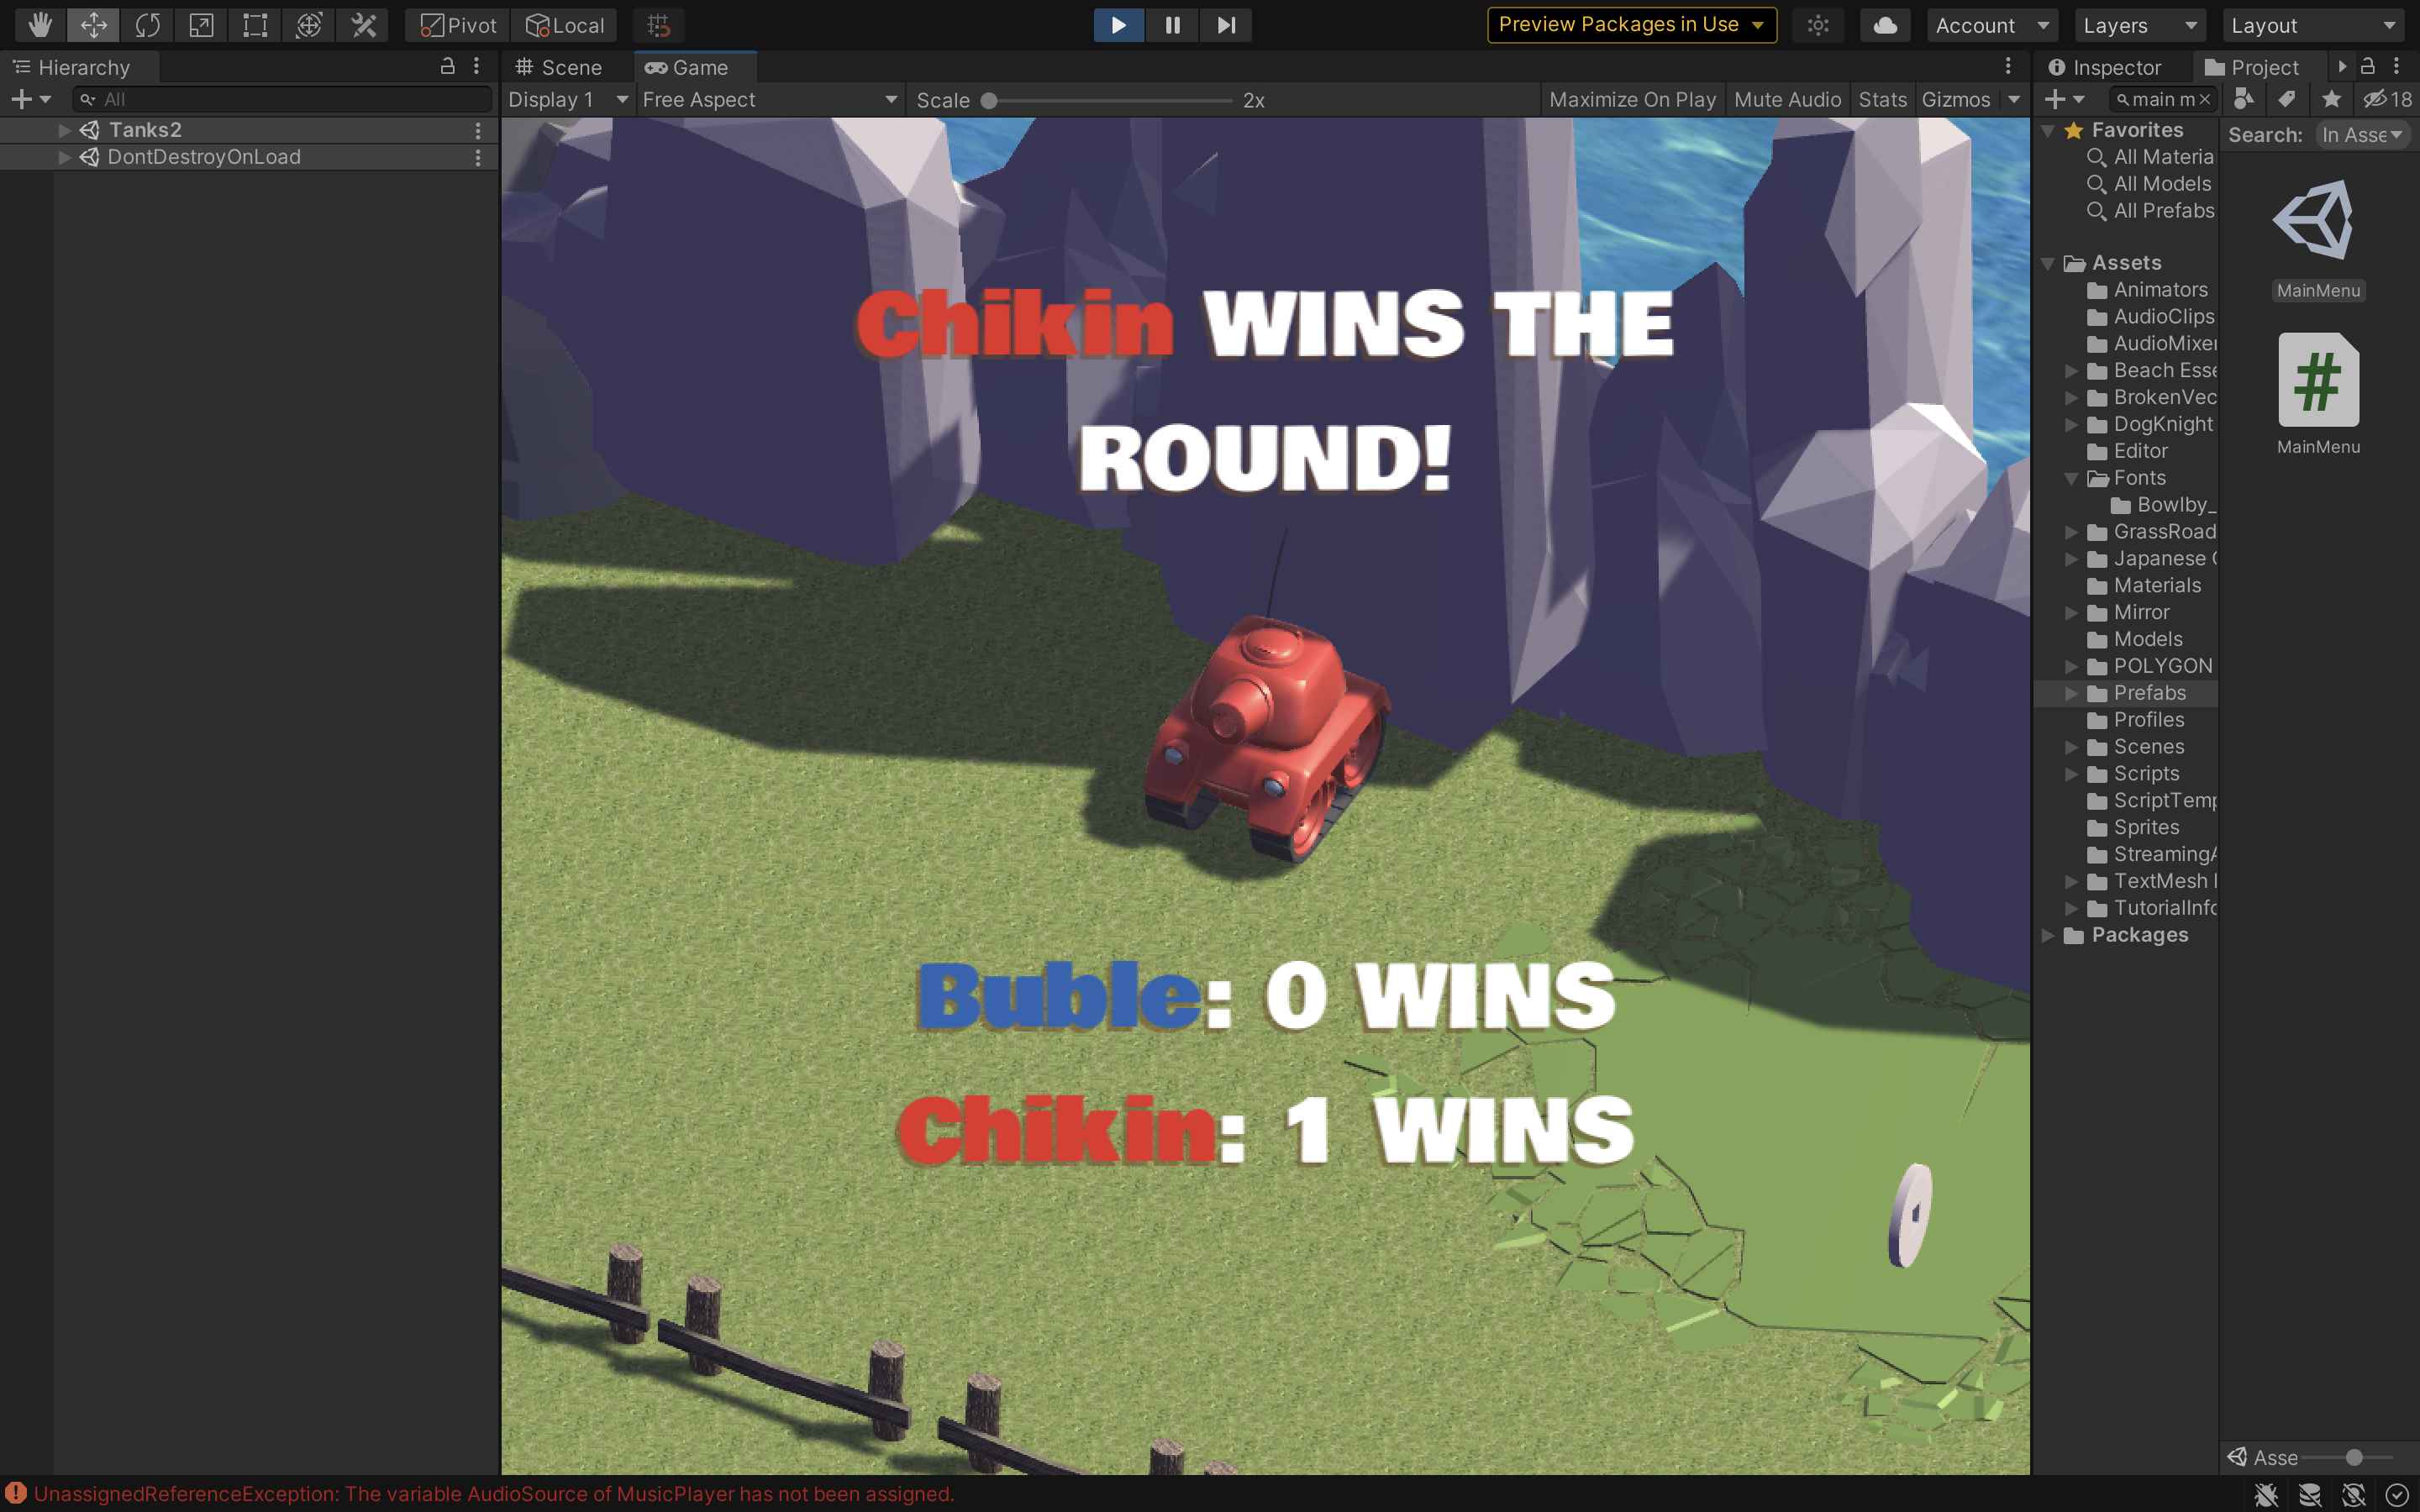 Pivot Local Preview Packages in Use Account Layers Layout
Hierarchy Scene Game Inspector Project
All Display 1 Free Aspect Scale 2x Maximize On Play Mute Audio Stats Gizmos main m 18
Tanks2
DontDestroyOnLoad
Chikin WINS THE
ROUND!
Buble: 0 WINS
Chikin: 1 WINS
Favorites
All Materia
All Models
All Prefabs
Assets
Animators
AudioClips
AudioMixer
Beach Esse
BrokenVec
DogKnight
Editor
Fonts
Bowlby_
GrassRoad
Japanese
Materials
Mirror
Models
POLYGON
Prefabs
Profiles
Scenes
Scripts
ScriptTemp
Sprites
StreamingA
TextMesh
TutorialInfo
Packages
Search: In Asse
MainMenu
#
MainMenu
Asse
UnassignedReferenceException: The variable AudioSource of MusicPlayer has not been assigned.